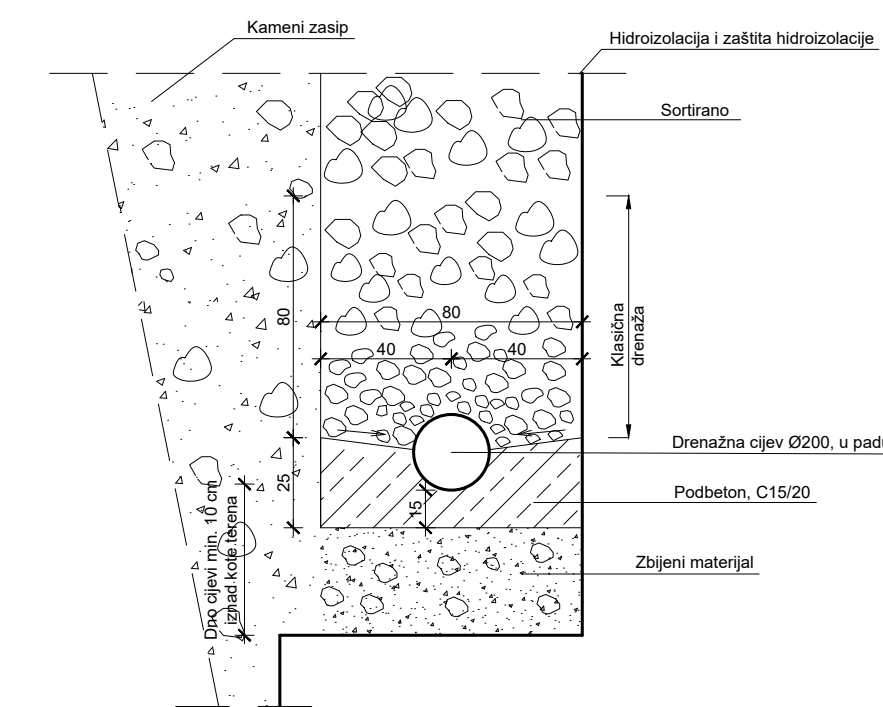 Kameni zasip
Hidroizolacija i zaštita hidroizolacije
Sortirano
80
80
40
40
Klasična
drenaža
Drenažna cijev Ø200, u padu
25
15
Podbeton, C15/20
Dno cijevi min. 10 cm
iznad kote terena
Zbijeni materijal